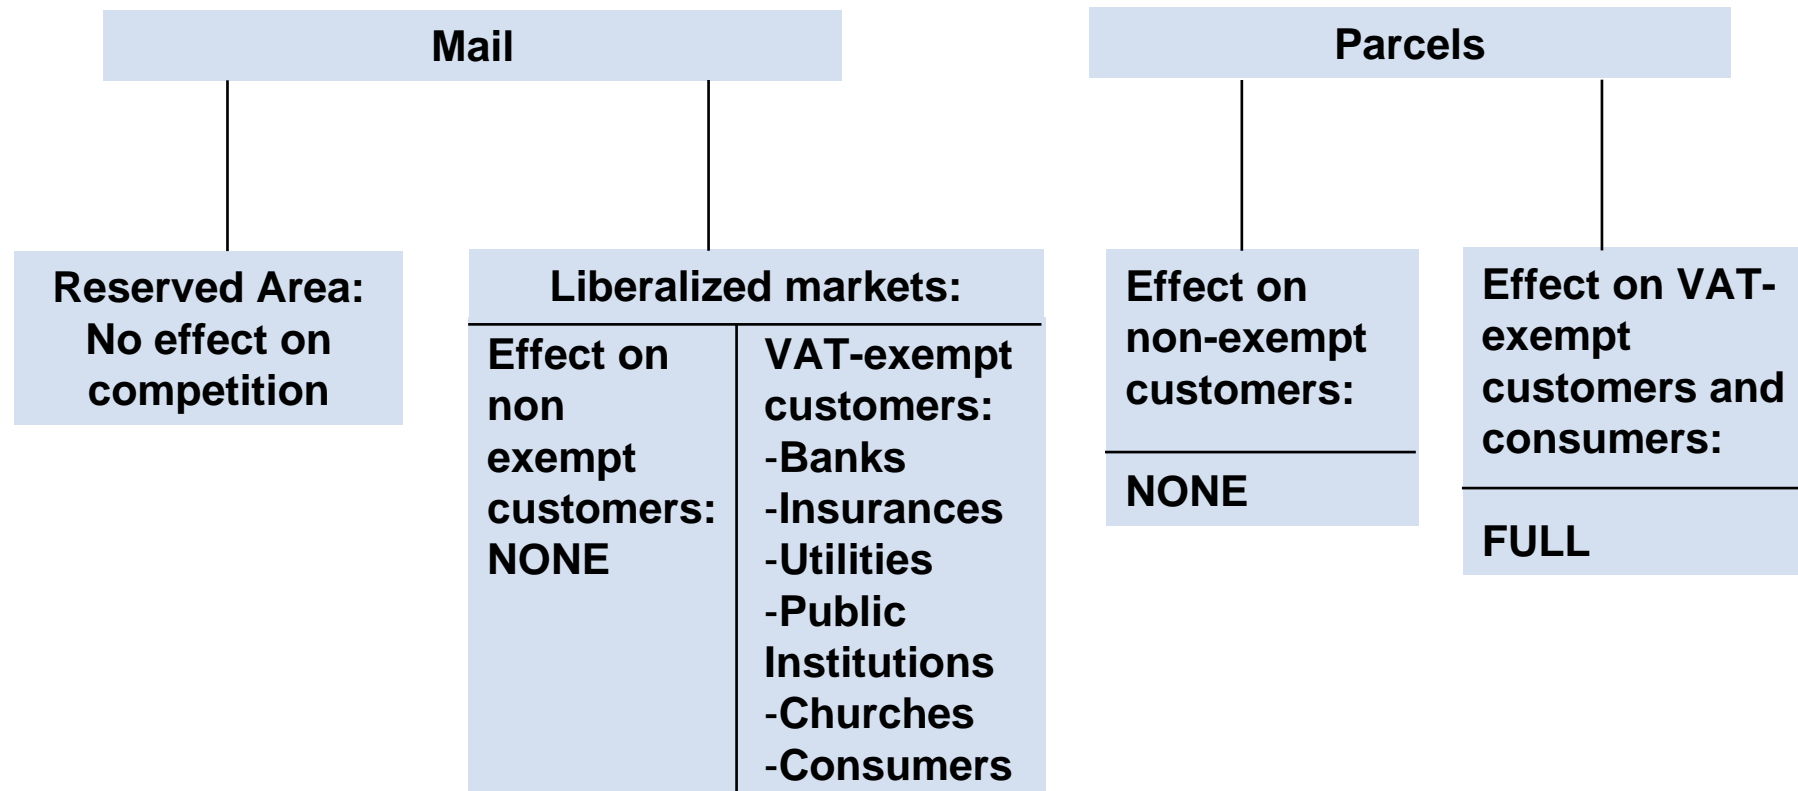 Mail
Parcels
Reserved Area:
No effect on
competition
Liberalized markets:
Effect on
non
exempt
customers:
NONE
VAT-exempt
customers:
-Banks
-Insurances
-Utilities
-Public
Institutions
-Churches
-Consumers
Effect on
non-exempt
customers:
NONE
Effect on VAT-
exempt
customers and
consumers:
FULL